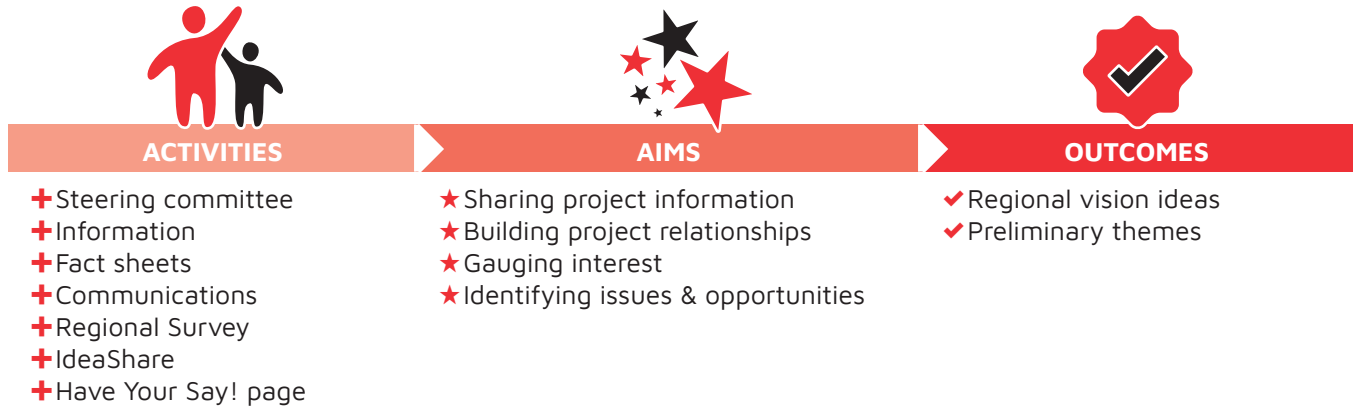 ACTIVITIES
Steering committee
Information
Fact sheets
Communications
Regional Survey
IdeaShare
Have Your Say! page
AIMS
Sharing project information
Building project relationships
Gauging interest
Identifying issues & opportunities
OUTCOMES
Regional vision ideas
Preliminary themes